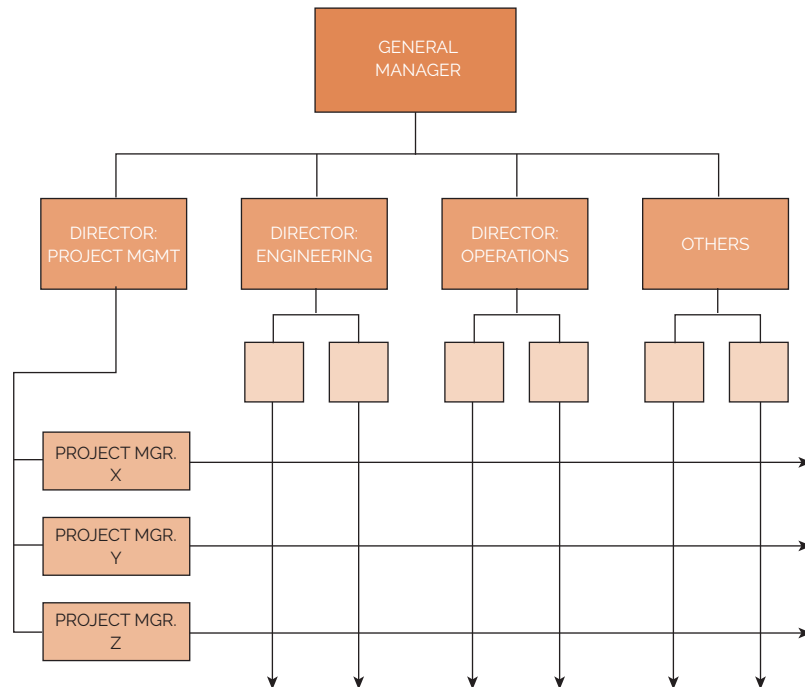 GENERAL
MANAGER
DIRECTOR:
PROJECT MGMT
DIRECTOR:
ENGINEERING
DIRECTOR:
OPERATIONS
OTHERS
PROJECT MGR.
X
PROJECT MGR.
Y
PROJECT MGR.
Z